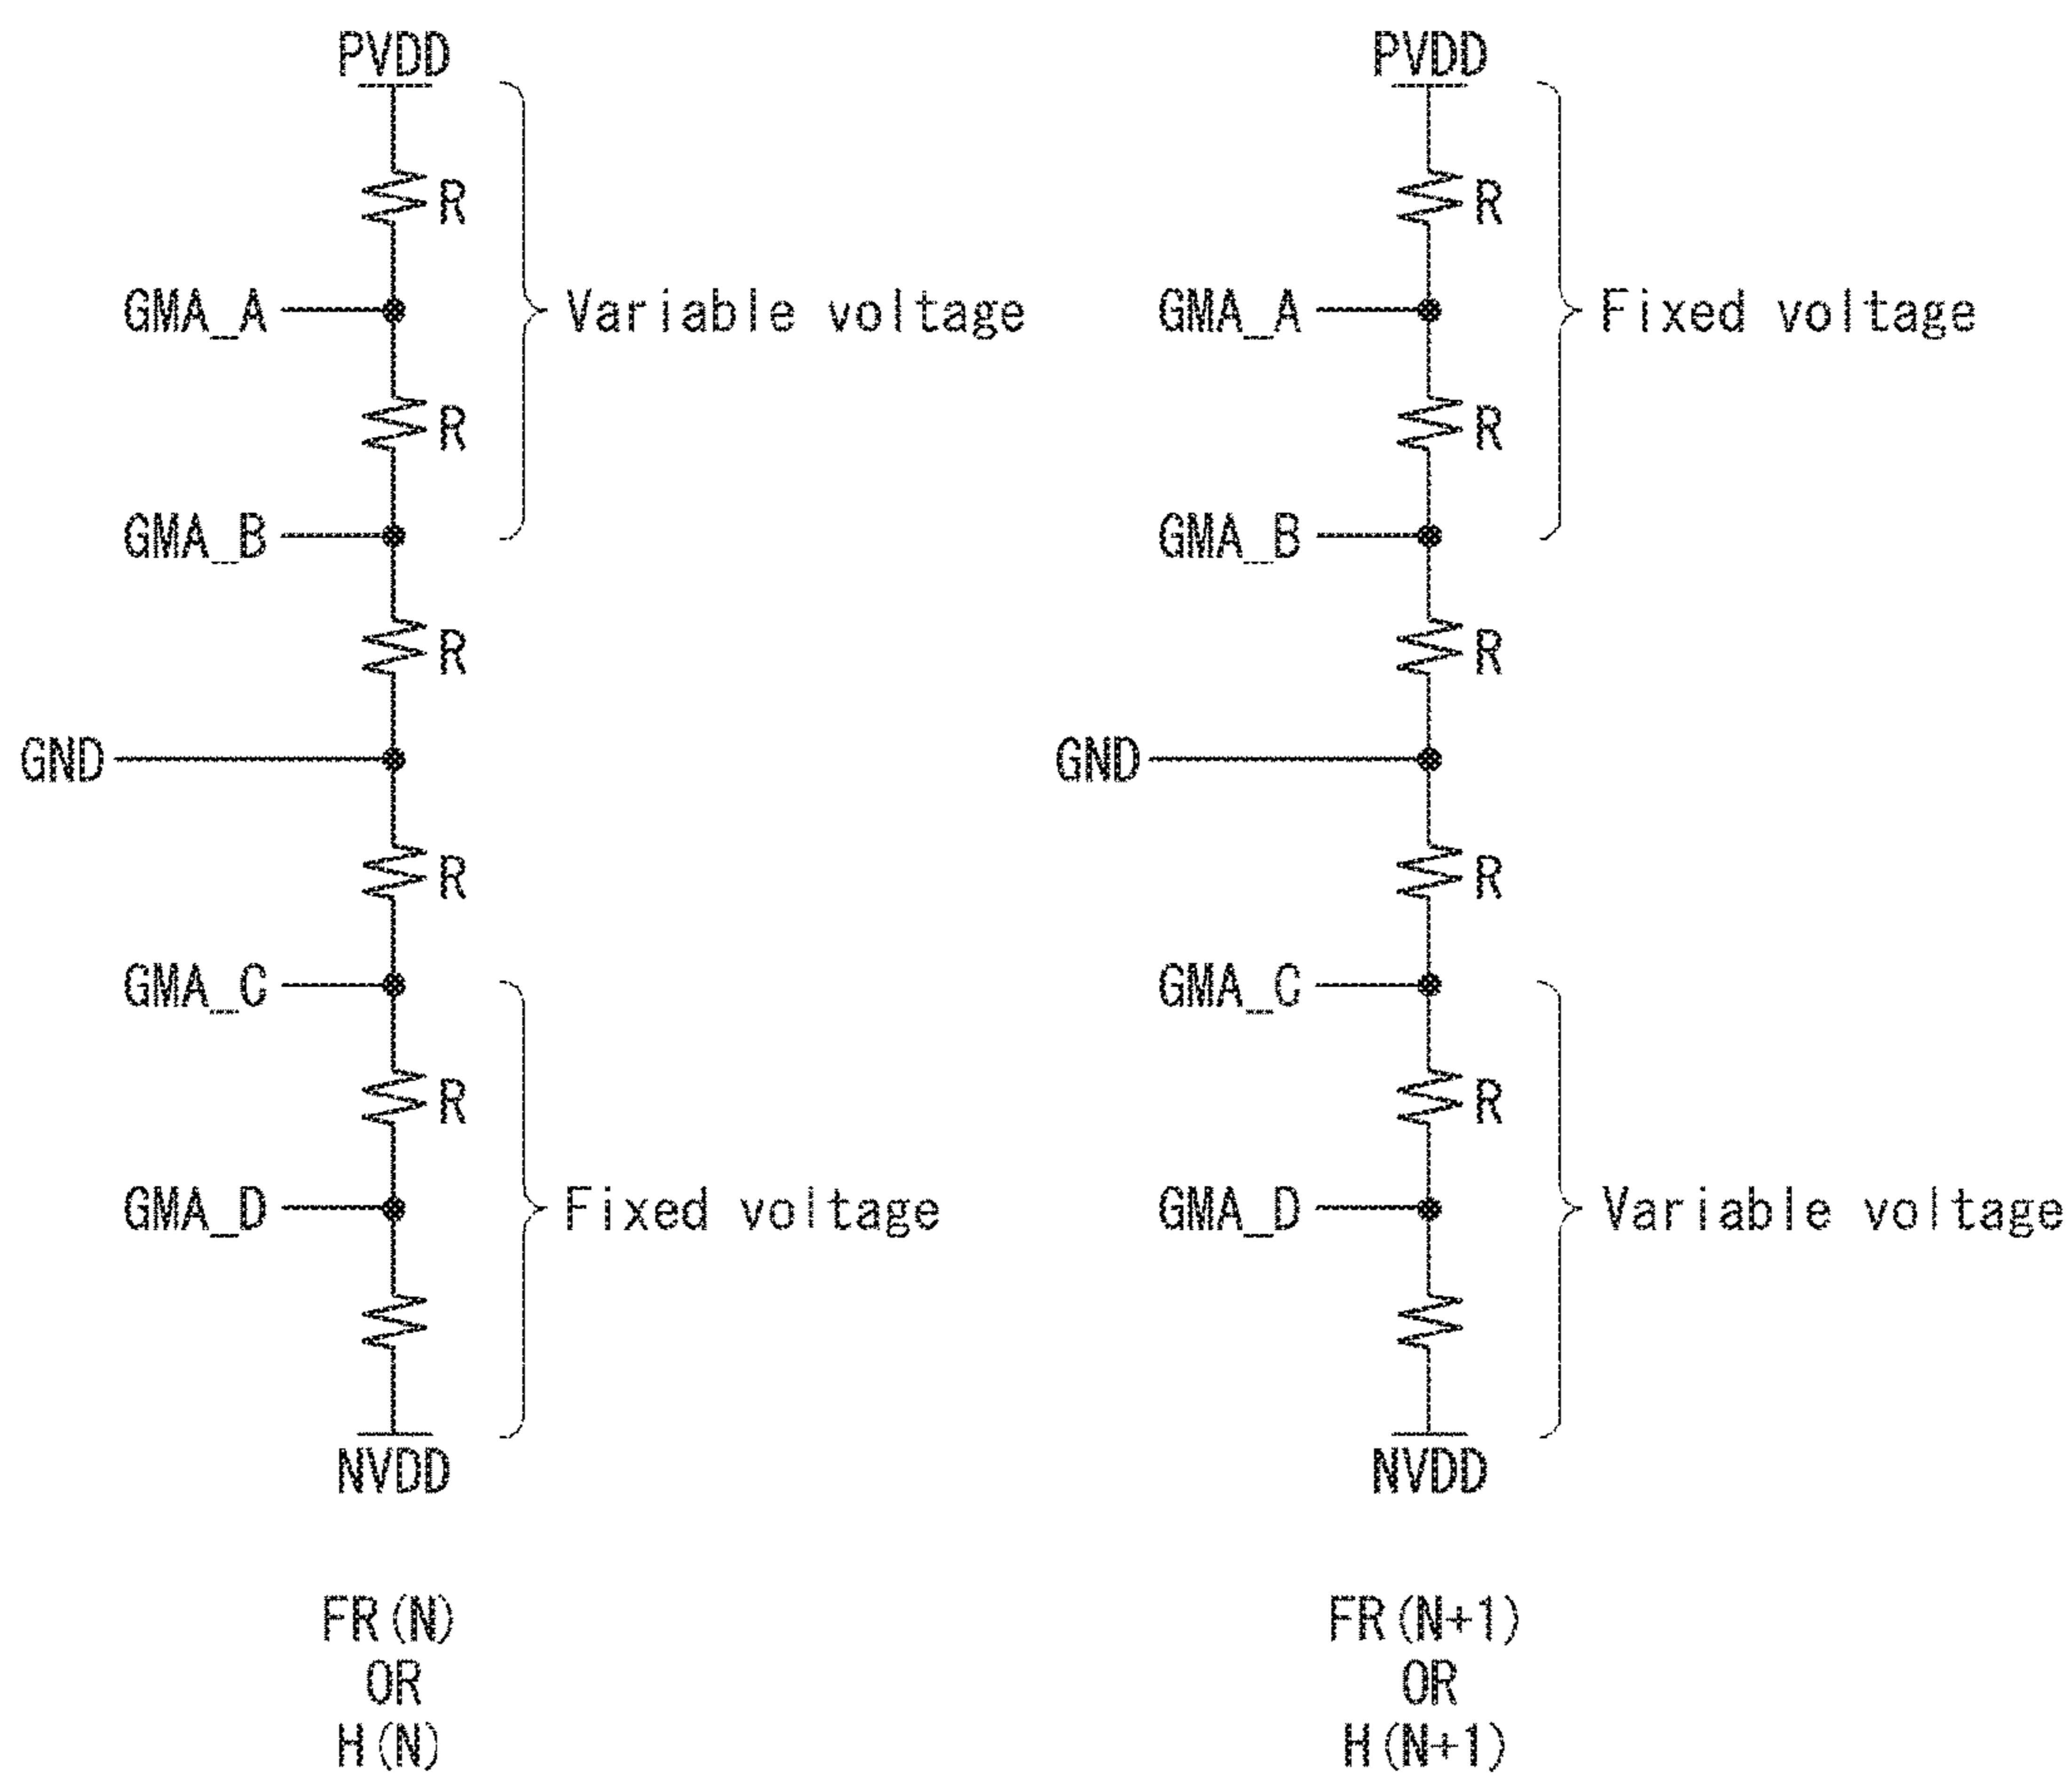 PVDD
R
GMA_A
Variable voltage
R
GMA_B
R
GND
R
GMA_C
R
GMA_D
Fixed voltage
NVDD
FR(N)
OR
H(N)
PVDD
R
GMA_A
Fixed voltage
R
GMA_B
R
GND
R
GMA_C
R
GMA_D
Variable voltage
NVDD
FR(N+1)
OR
H(N+1)